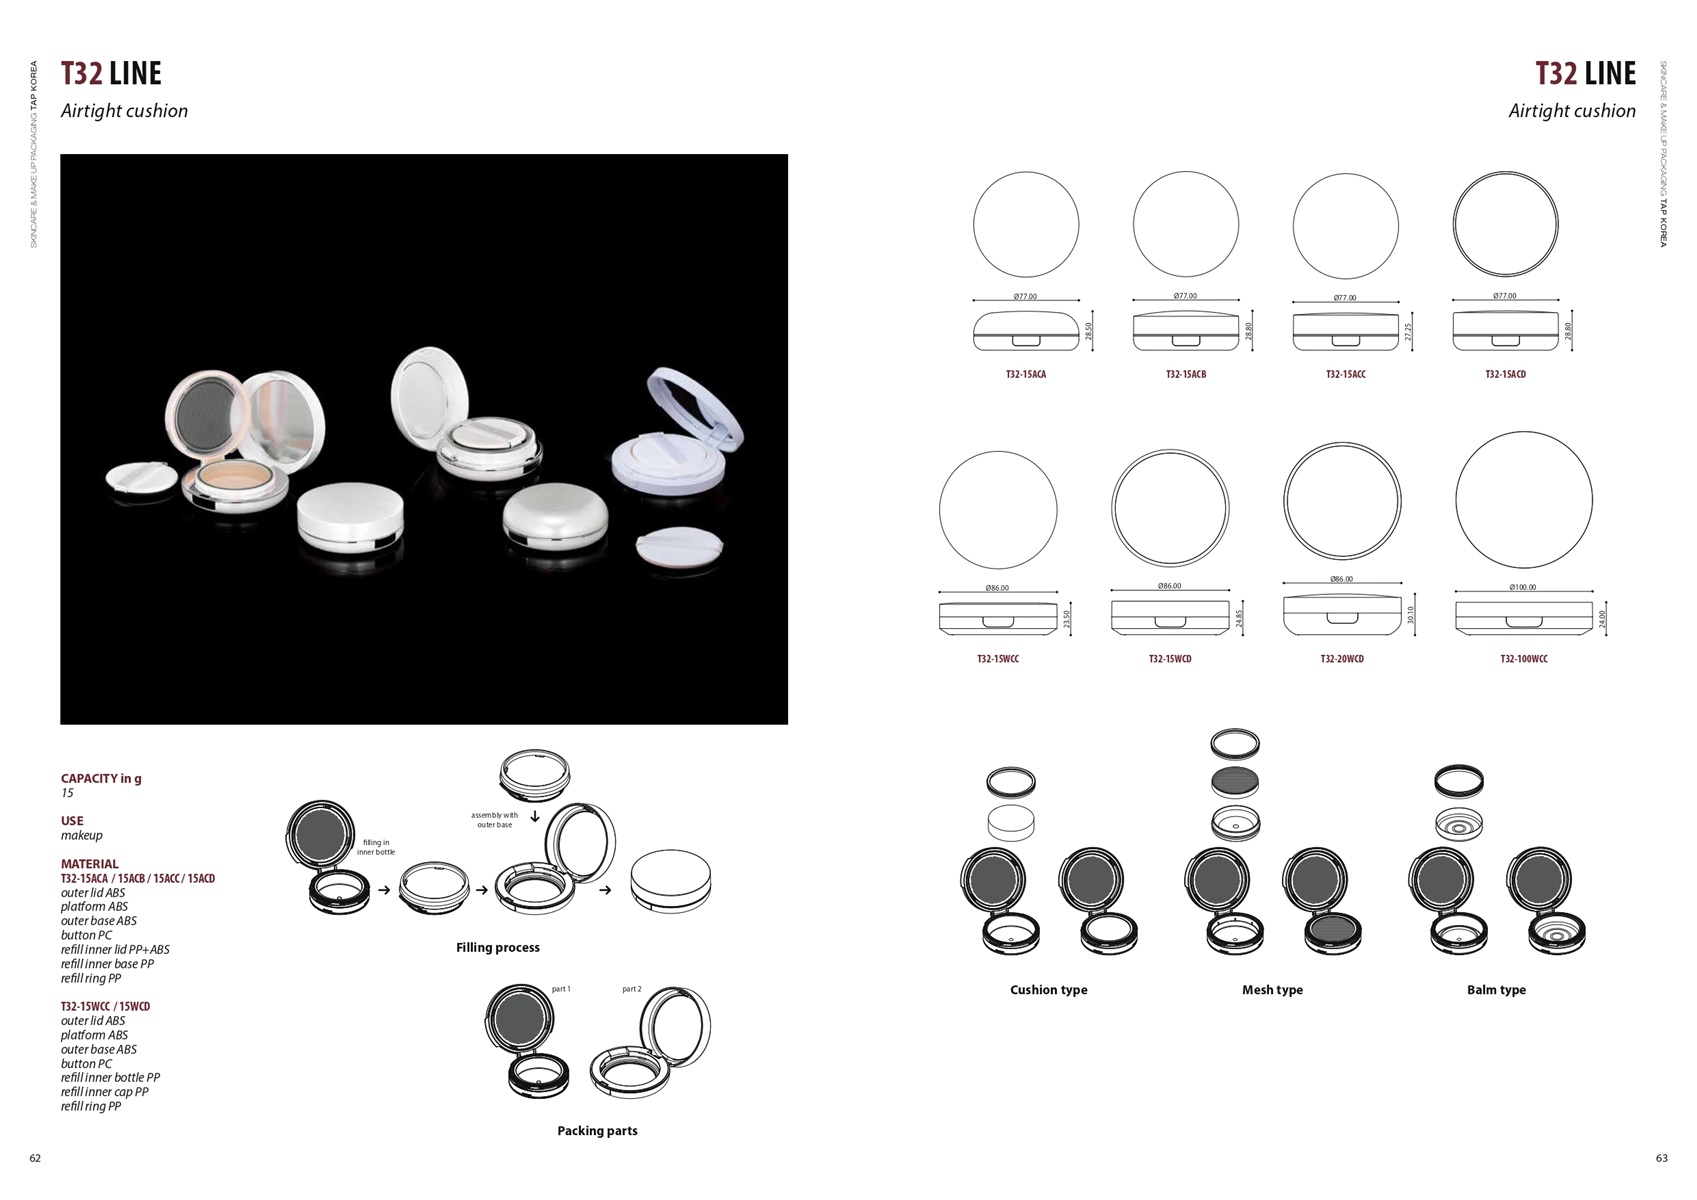 SKINCARE & MAKE UP PACKAGING TAP KOREA
T32 LINE
Airtight cushion
CAPACITY in g
15
USE
makeup
MATERIAL
T32-15ACA / 15ACB / 15ACC / 15ACD
outer lid ABS
platform ABS
outer base ABS
button PC
refill inner lid PP+ABS
refill inner base PP
refill ring PP
T32-15WCC / 15WCD
outer lid ABS
platform ABS
outer base ABS
button PC
refill inner bottle PP
refill inner cap PP
refill ring PP
filling in
inner bottle
assembly with
outer base
Filling process
part 1
part 2
Packing parts
62
T32 LINE
Airtight cushion
SKINCARE & MAKE UP PACKAGING TAP KOREA
Ø77.00
28.50
T32-15ACA
Ø77.00
28.80
T32-15ACB
Ø77.00
27.25
T32-15ACC
Ø77.00
28.80
T32-15ACD
Ø86.00
23.50
T32-15WCC
Ø86.00
24.85
T32-15WCD
Ø86.00
30.10
T32-20WCD
Ø100.00
24.00
T32-100WCC
Cushion type
Mesh type
Balm type
63